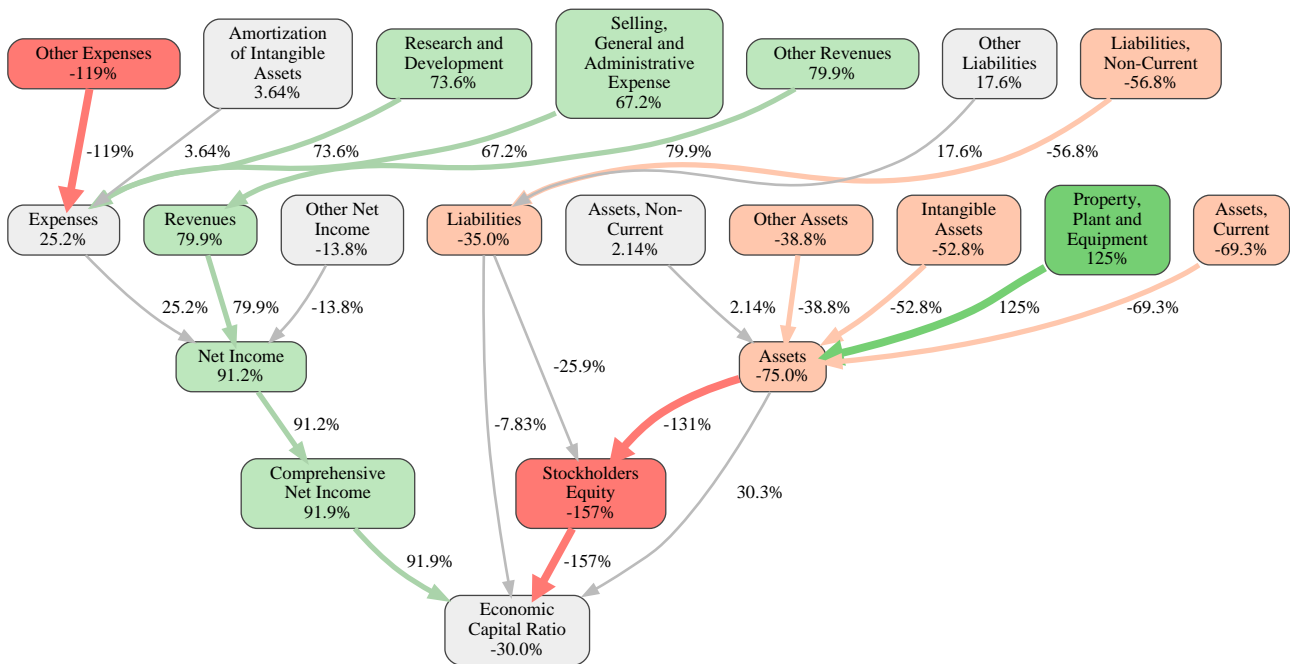 Other Expenses
-119%
Amortization
of Intangible
Assets
3.64%
Research and
Development
73.6%
Selling,
General and
Administrative
Expense
67.2%
Other Revenues
79.9%
Other
Liabilities
17.6%
Liabilities,
Non-Current
-56.8%
-119%
3.64%
73.6%
67.2%
79.9%
17.6%
-56.8%
Expenses
25.2%
Revenues
79.9%
Other Net
Income
-13.8%
Liabilities
-35.0%
Assets, Non-
Current
2.14%
Other Assets
-38.8%
Intangible
Assets
-52.8%
Property,
Plant and
Equipment
125%
Assets,
Current
-69.3%
25.2%
79.9%
-13.8%
2.14%
-38.8%
-52.8%
125%
-69.3%
Net Income
91.2%
-25.9%
Assets
-75.0%
91.2%
-7.83%
-131%
Comprehensive
Net Income
91.9%
Stockholders
Equity
-157%
30.3%
91.9%
-157%
Economic
Capital Ratio
-30.0%